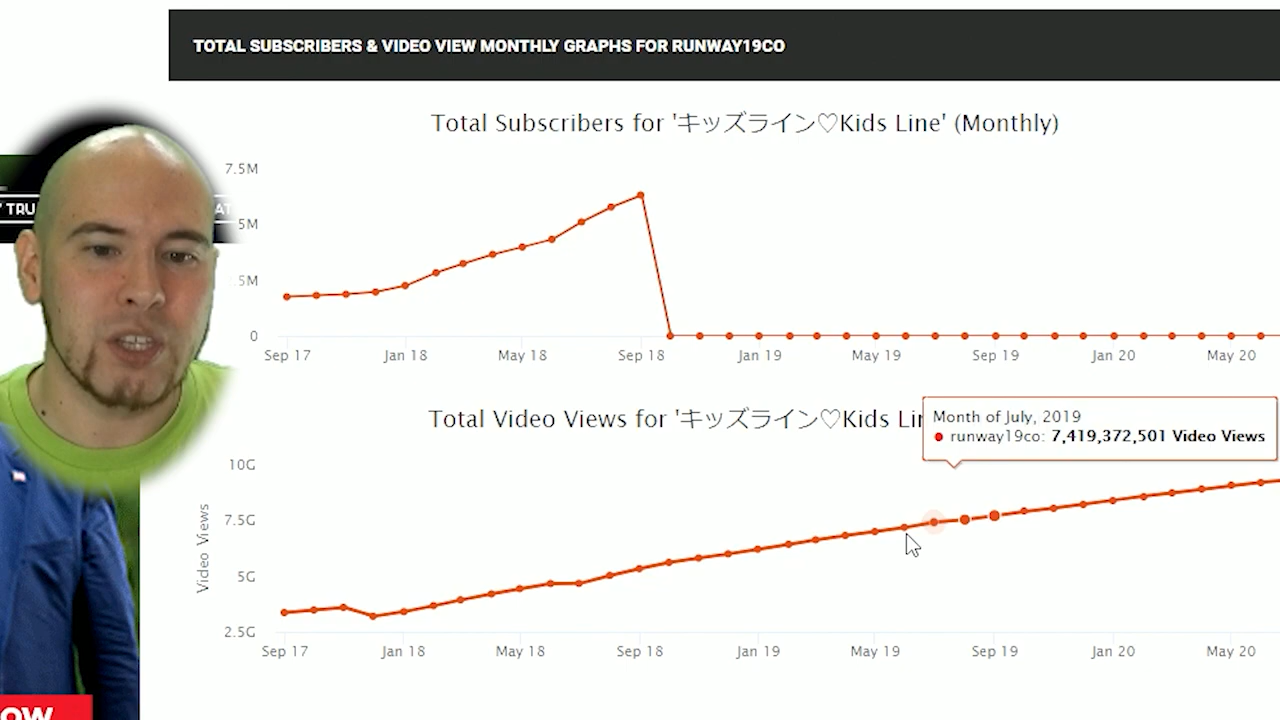 TOTAL SUBSCRIBERS & VIDEO VIEW MONTHLY GRAPHS FOR RUNWAY19CO
Total Subscribers for 'キッズライン♡Kids Line' (Monthly)
7.5M
5M
5M
0
Sep 17 Jan 18 May 18 Sep 18 Jan 19 May 19 Sep 19 Jan 20 May 20
TRU
AT
Total Video Views for 'キッズライン♡Kids Lin
Month of July, 2019
runway19co: 7,419,372,501 Video Views
Video Views
10G
7.5G
5G
2.5G
Sep 17 Jan 18 May 18 Sep 18 Jan 19 May 19 Sep 19 Jan 20 May 20
OW